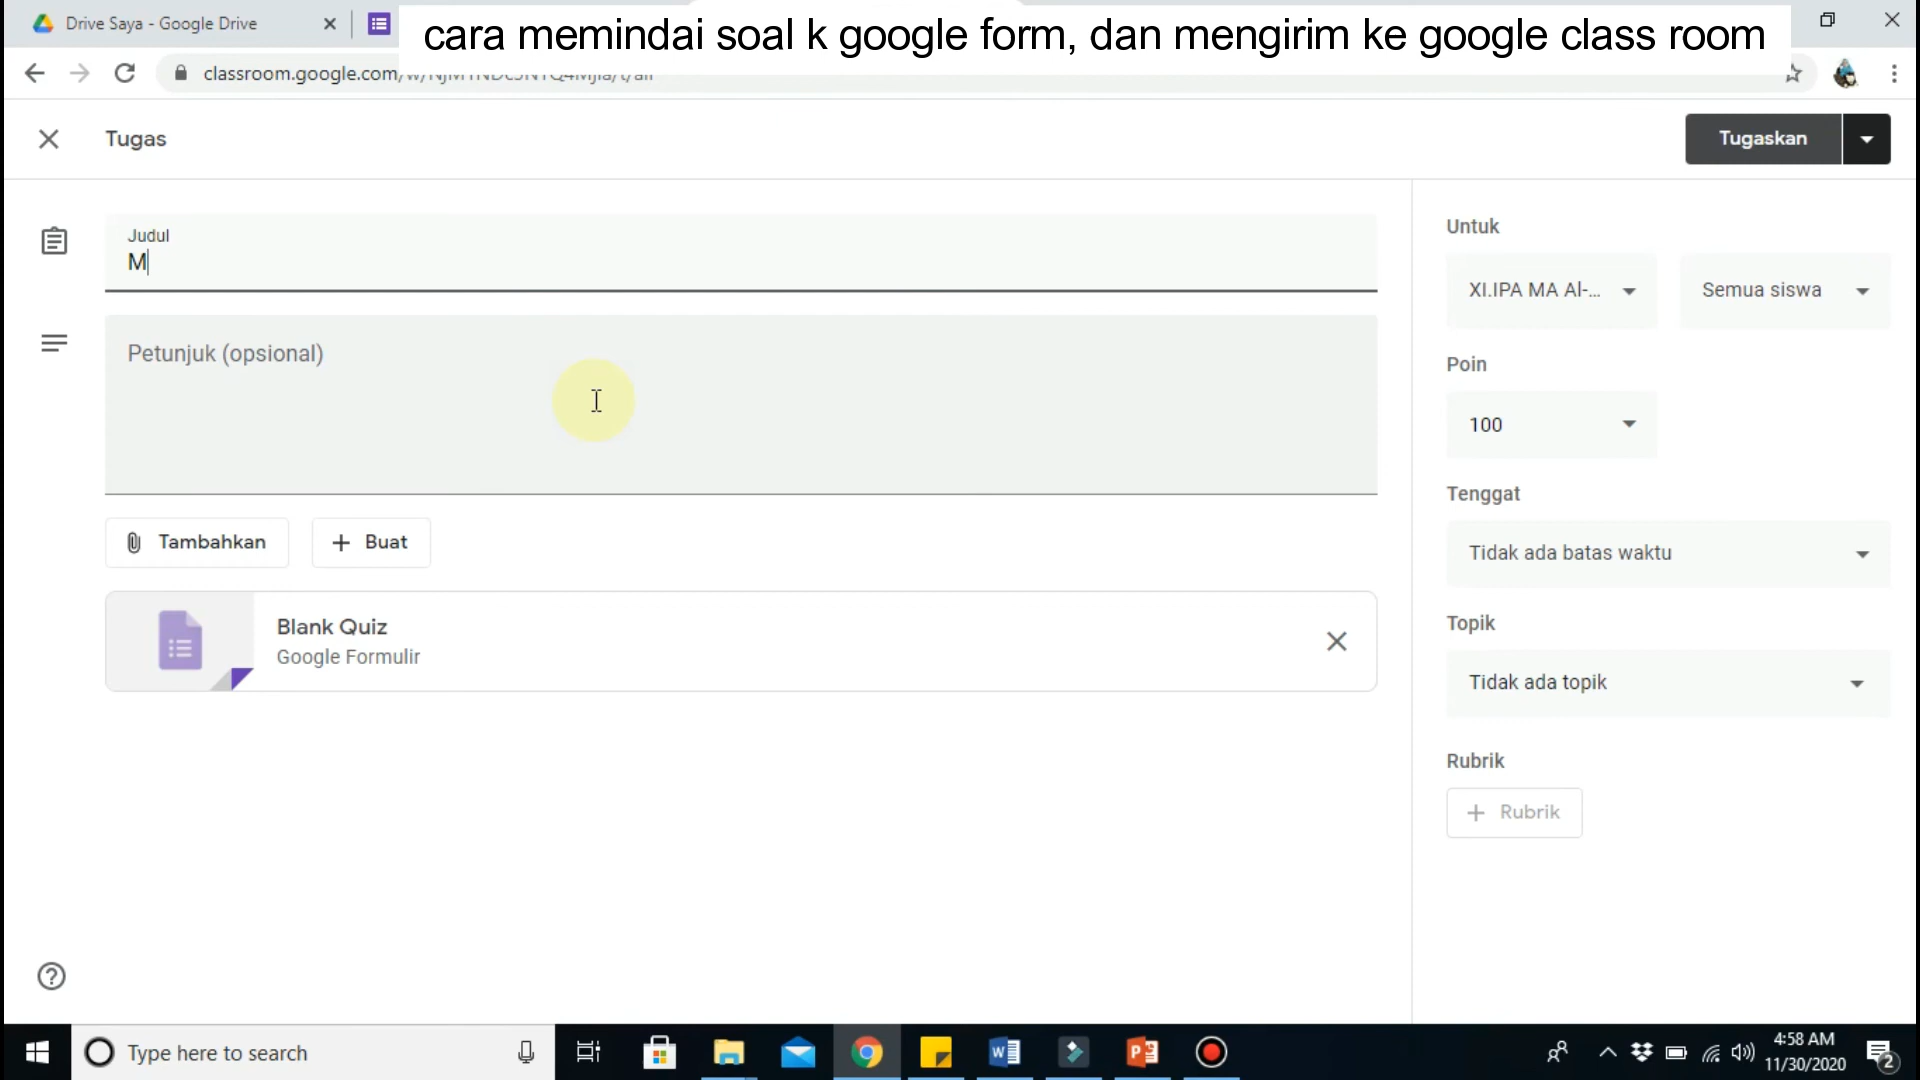 Drive Saya - Google Drive
cara memindai soal k google form, dan mengirim ke google class room
classroom.google.com
Tugas
Tugaskan
Judul
M
Petunjuk (opsional)
Tambahkan
Buat
Blank Quiz
Google Formulir
Untuk
XI.IPA MA Al-...
Semua siswa
Poin
100
Tenggat
Tidak ada batas waktu
Topik
Tidak ada topik
Rubrik
Rubrik
Type here to search
4:58 AM
11/30/2020
2